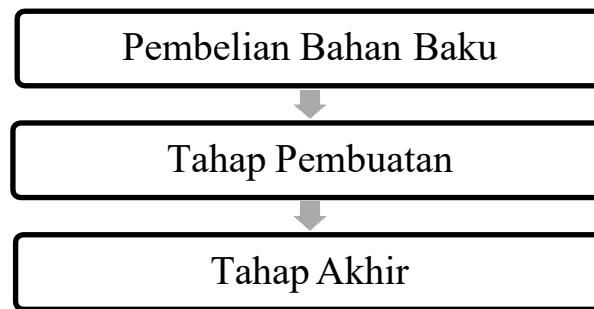 Pembelian Bahan Baku
Tahap Pembuatan
Tahap Akhir